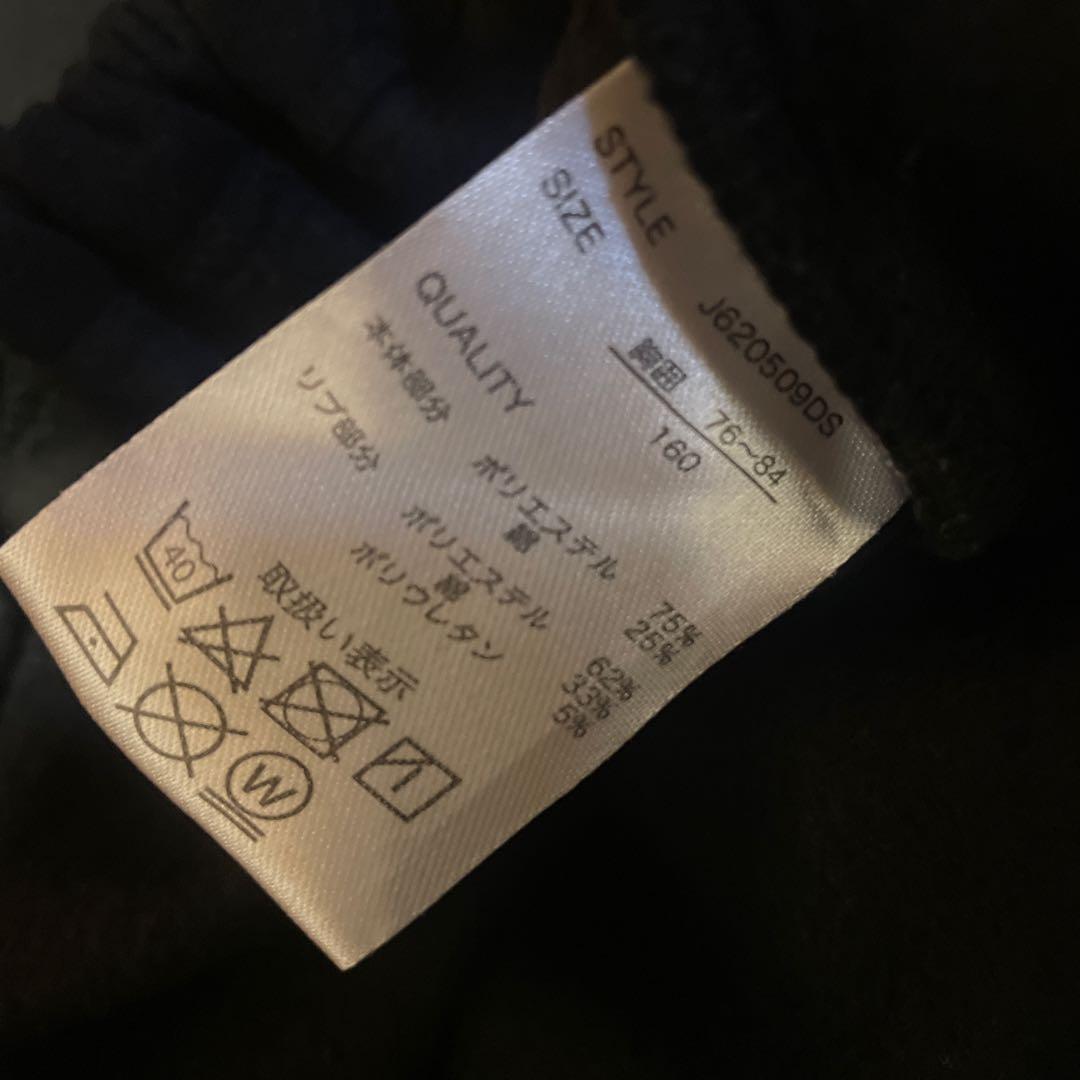 STYLE J620509DS
SIZE 胸囲 76～84
160
QUALITY
本体部分 ポリエステル 75%
綿 25%
リブ部分 ポリエステル 62%
綿 33%
ポリウレタン 5%
取扱い表示
40
W